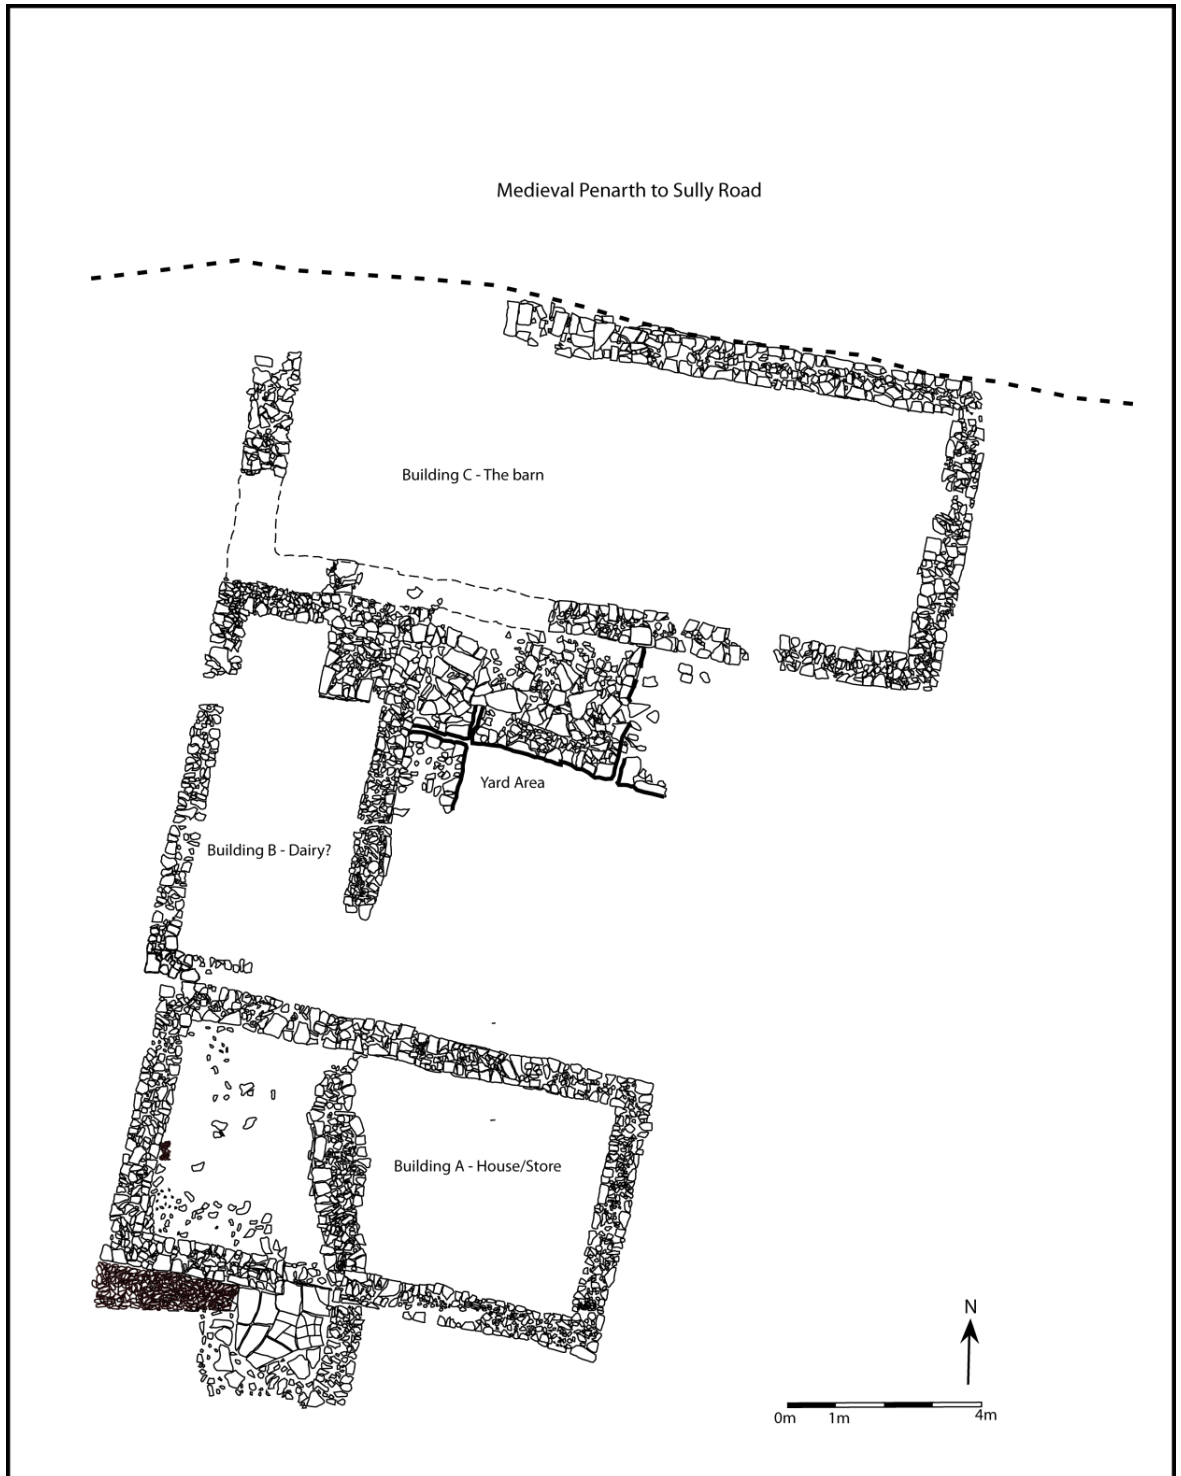 Medieval Penarth to Sully Road
Building C - The barn
Yard Area
Building B - Dairy?
Building A - House/Store
N
0m 1m 4m